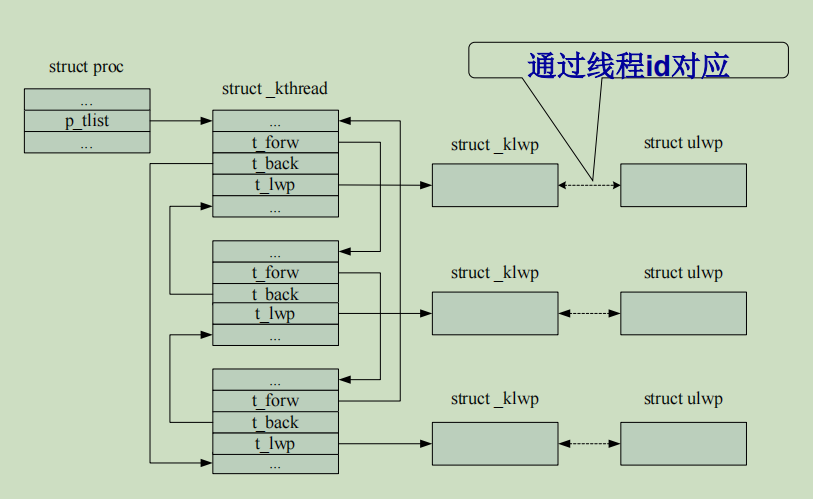 通过线程id对应
struct proc
...
p_tlist
...
struct _kthread
...
t_forw
t_back
t_lwp
...
struct _klwp
struct ulwp
...
t_forw
t_back
t_lwp
...
struct _klwp
struct ulwp
...
t_forw
t_back
t_lwp
...
struct _klwp
struct ulwp